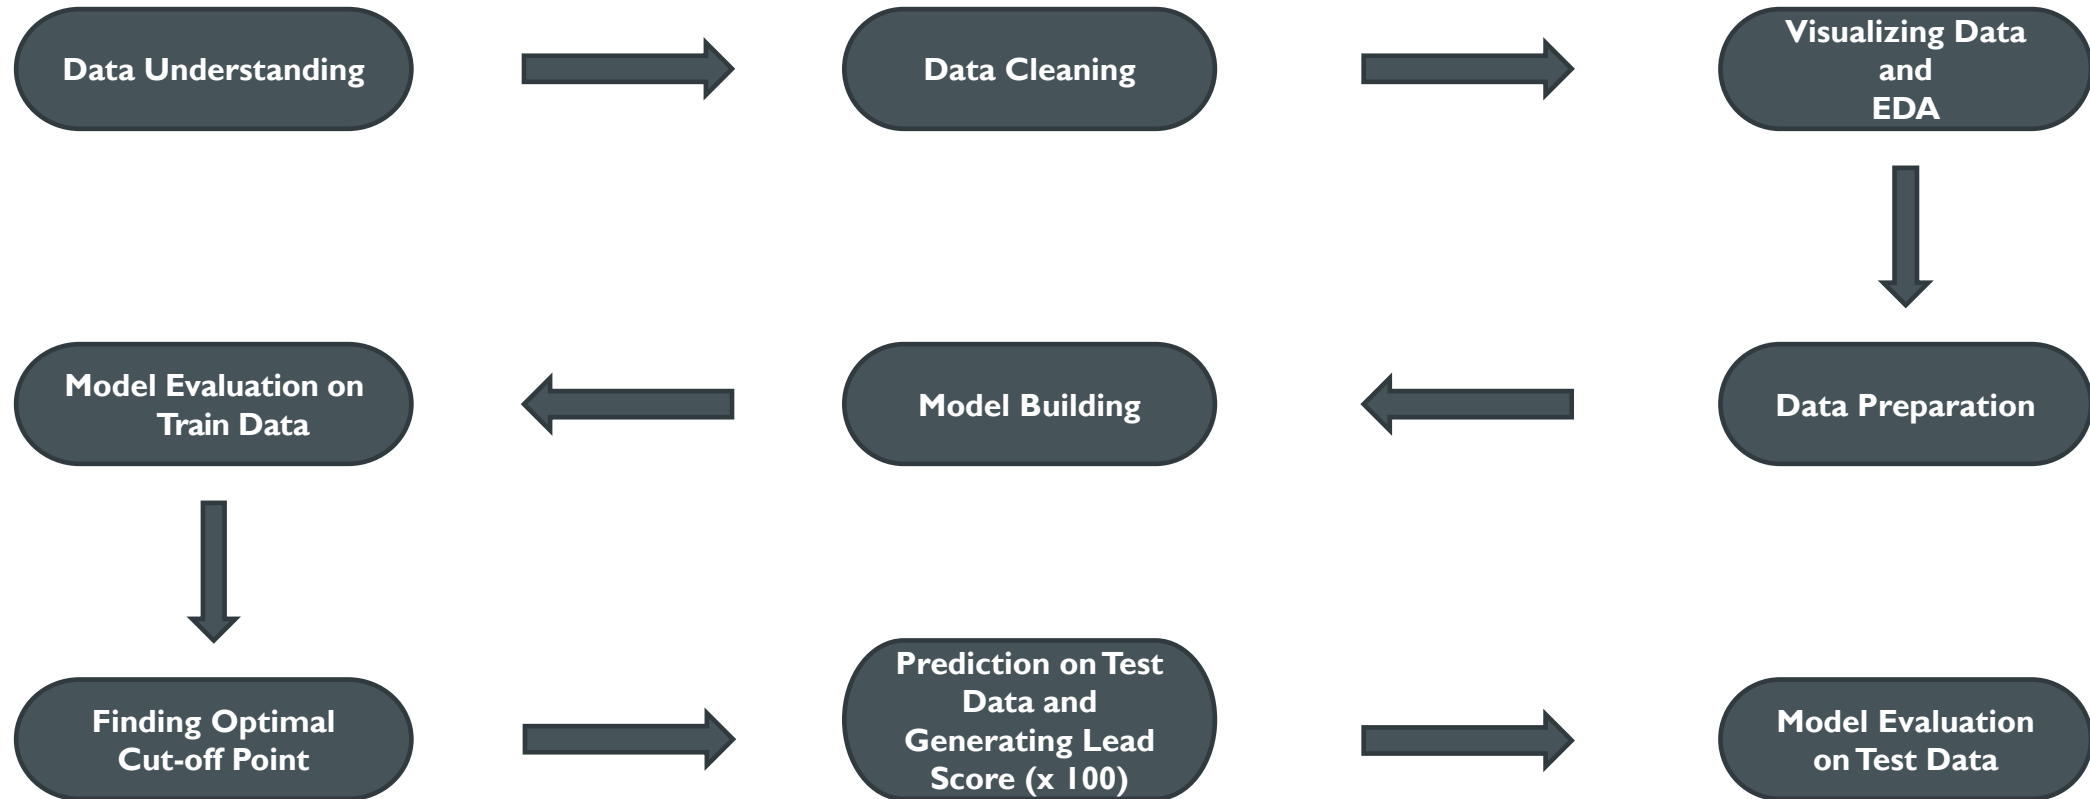 Data Understanding
Data Cleaning
Visualizing Data
and
EDA
Data Preparation
Model Building
Model Evaluation on
Train Data
Finding Optimal
Cut-off Point
Prediction on Test
Data and
Generating Lead
Score (x 100)
Model Evaluation
on Test Data